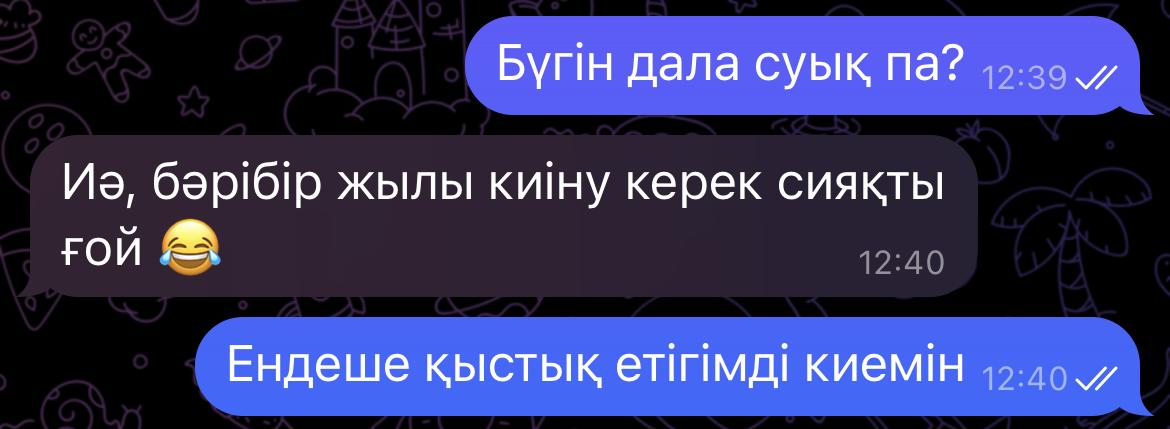 Бүгін дала суық па? 12:39
Иә, бәрібір жылы киіну керек сияқты
ғой 😂 12:40
Ендеше қыстық етігімді киемін 12:40